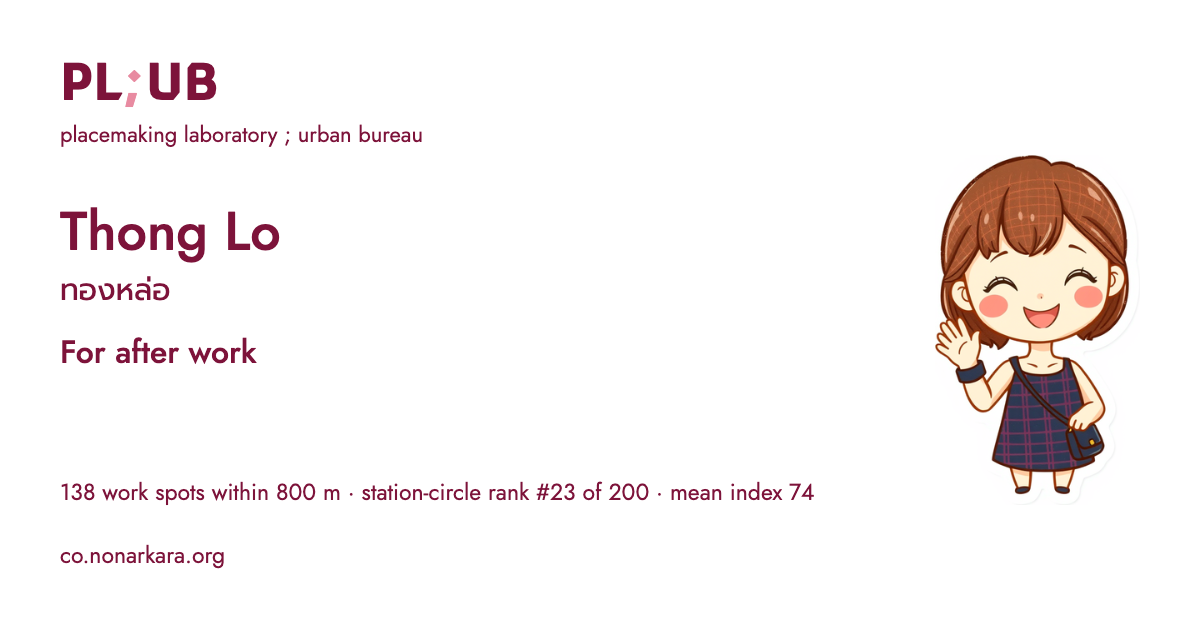 PL;UB
placemaking laboratory ; urban bureau
Thong Lo
ทองหล่อ
For after work
138 work spots within 800 m · station-circle rank #23 of 200 · mean index 74
co.nonarkara.org